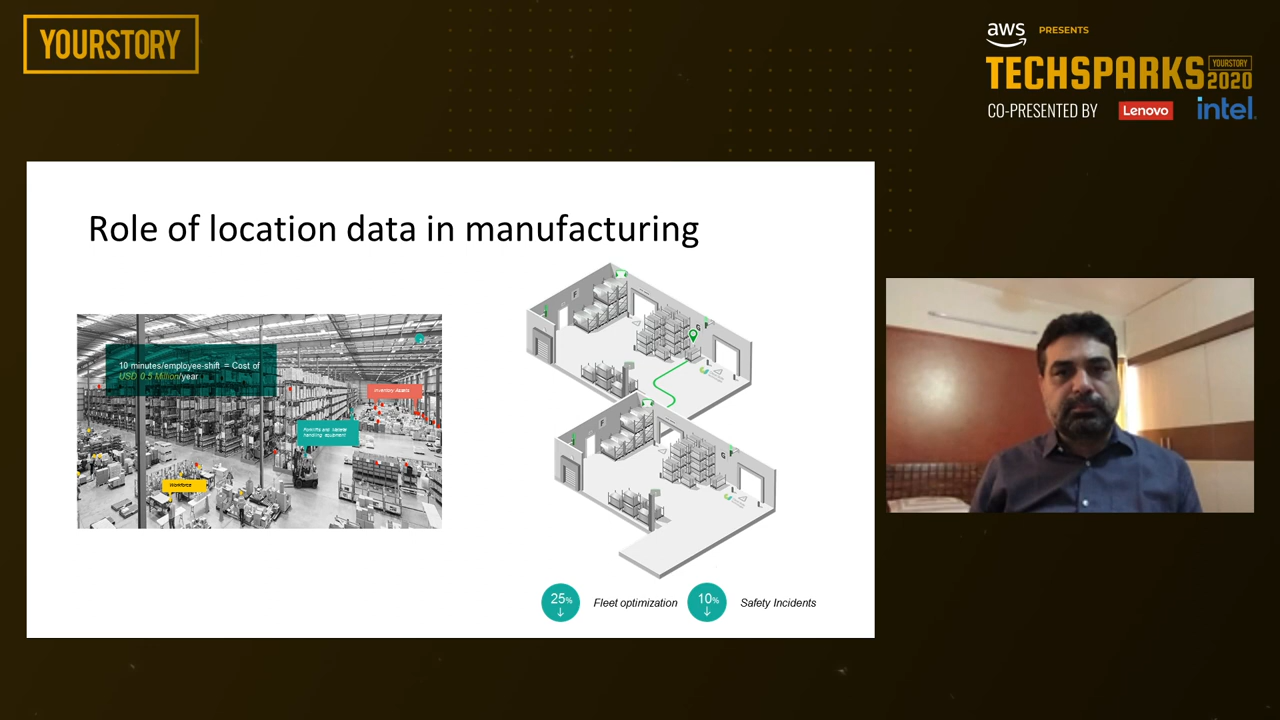 YOURSTORY
aws PRESENTS
TECHSPARKS YOURSTORY 2020
CO-PRESENTED BY Lenovo intel.
Role of location data in manufacturing
10 minutes/employee-shift = Cost of
USD 0.5 Million/year
Inventory Assets
Forklifts and Material
handling equipment
Workforce
25% ↓ Fleet optimization 10% ↓ Safety Incidents